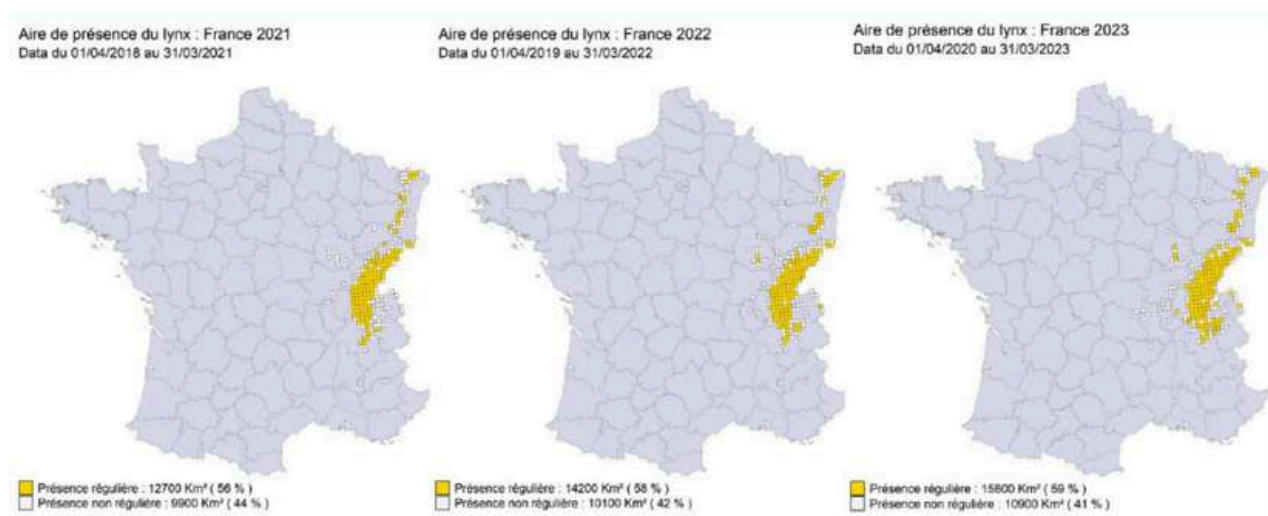 Aire de présence du lynx : France 2021
Data du 01/04/2018 au 31/03/2021
Présence régulière : 12700 Km² ( 56 % )
Présence non régulière : 9900 Km² ( 44 % )
Aire de présence du lynx : France 2022
Data du 01/04/2019 au 31/03/2022
Présence régulière : 14200 Km² ( 58 % )
Présence non régulière : 10100 Km² ( 42 % )
Aire de présence du lynx : France 2023
Data du 01/04/2020 au 31/03/2023
Présence régulière : 15800 Km² ( 59 % )
Présence non régulière : 10900 Km² ( 41 % )